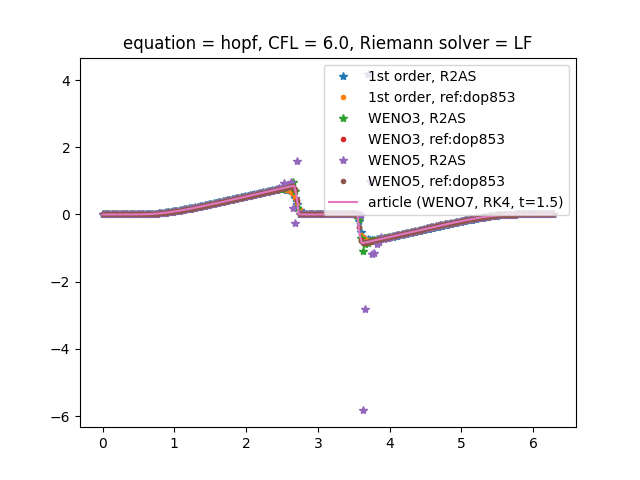 equation = hopf, CFL = 6.0, Riemann solver = LF
1st order, R2AS
1st order, ref:dop853
WENO3, R2AS
WENO3, ref:dop853
WENO5, R2AS
WENO5, ref:dop853
article (WENO7, RK4, t=1.5)
4
2
0
−2
−4
−6
0 1 2 3 4 5 6